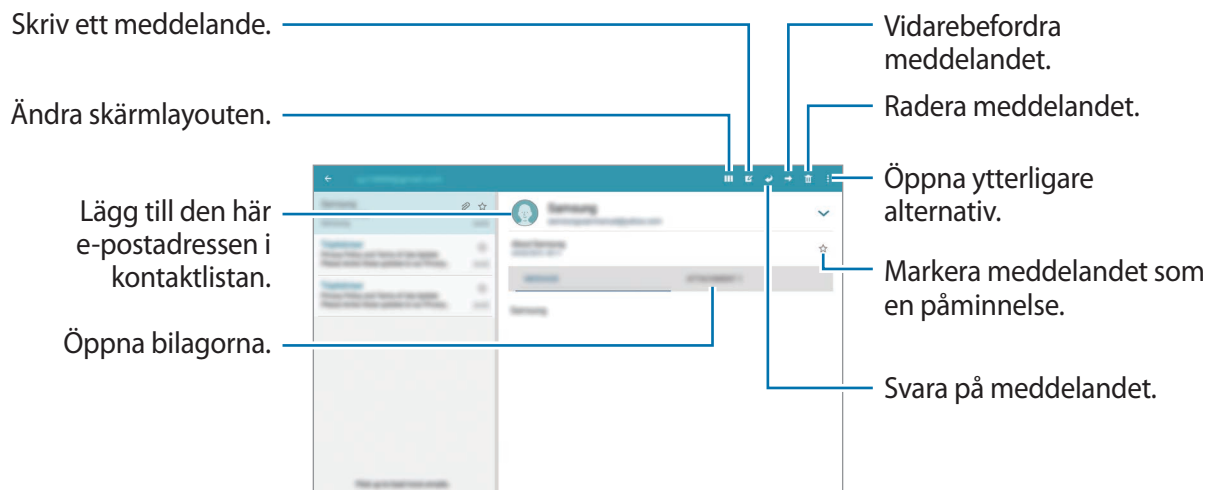 Skriv ett meddelande.
Ändra skärmlayouten.
Lägg till den här
e-postadressen i
kontaktlistan.
Öppna bilagorna.
Vidarebefordra
meddelandet.
Radera meddelandet.
Öppna ytterligare
alternativ.
Markera meddelandet som
en påminnelse.
Svara på meddelandet.
Samsung
Samsung